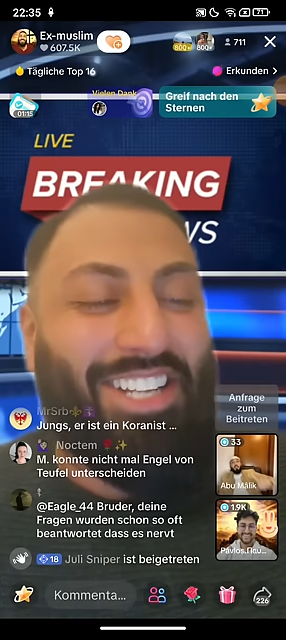 22:35
71
Ex-muslim
607.5K
800+
800+
711
Tägliche Top 16
Erkunden
01:15
Vielen Dank
Greif nach den
Sternen
LIVE
BREAKING
WS
MrSrb
Jungs, er ist ein Koranist ...
Noctem
M. konnte nicht mal Engel von
Teufel unterscheiden
@Eagle_44 Bruder, deine
Fragen wurden schon so oft
beantwortet dass es nervt
18 Juli Sniper ist beigetreten
Anfrage
zum
Beitreten
33
Abu Mālik
1.9K
Kommenta...
226